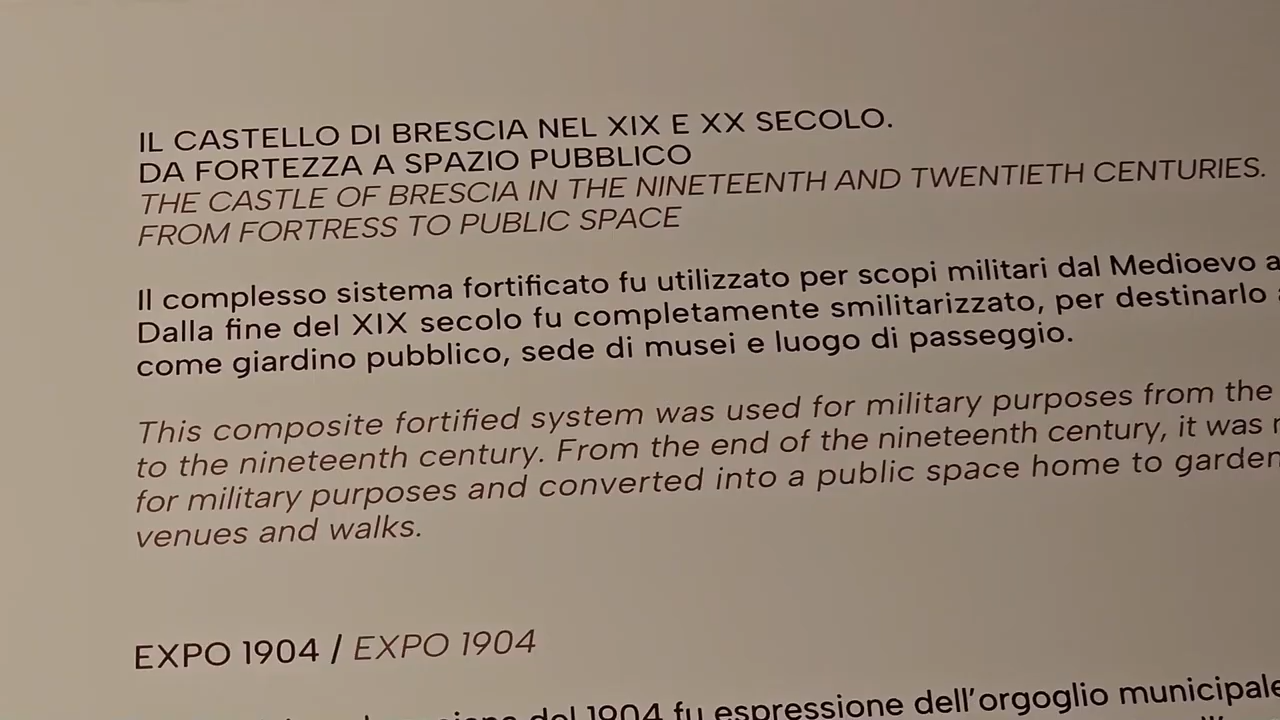 IL CASTELLO DI BRESCIA NEL XIX E XX SECOLO.
DA FORTEZZA A SPAZIO PUBBLICO
THE CASTLE OF BRESCIA IN THE NINETEENTH AND TWENTIETH CENTURIES.
FROM FORTRESS TO PUBLIC SPACE
Il complesso sistema fortificato fu utilizzato per scopi militari dal Medioevo
Dalla fine del XIX secolo fu completamente smilitarizzato, per destinarlo
come giardino pubblico, sede di musei e luogo di passeggio.
This composite fortified system was used for military purposes from the
to the nineteenth century. From the end of the nineteenth century, it was
for military purposes and converted into a public space home to garden
venues and walks.
EXPO 1904 / EXPO 1904
del 1904 fu espressione dell'orgoglio municipale